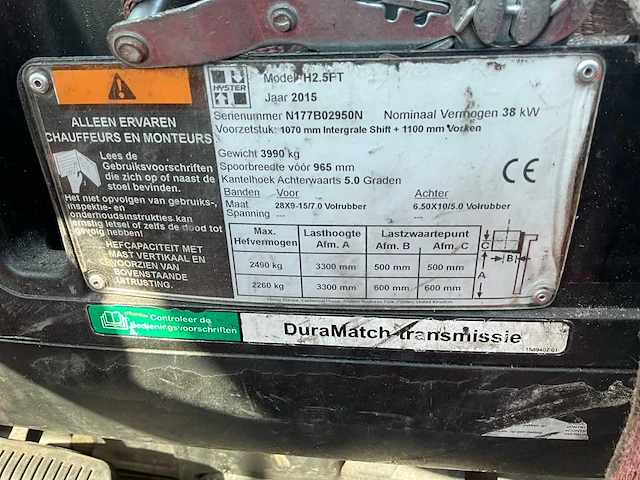 HYSTER
Model H2.5FT
Jaar 2015
Serienummer N177B02950N Nominaal Vermogen 38 kW
Voorzetstuk: 1070 mm Intergrale Shift + 1100 mm Vorken
Gewicht 3990 kg
Spoorbreedte vóór 965 mm
Kantelhoek Achterwaarts 5.0 Graden
CE
Banden Voor Achter
Maat 28X9-15/7.0 Volrubber 6.50X10/5.0 Volrubber
Spanning --- ---
Max. Hefvermogen Lasthoogte Afm. A Lastzwaartepunt Afm. B Afm. C
2490 kg 3300 mm 500 mm 500 mm
2260 kg 3300 mm 600 mm 600 mm
C
B
A
ALLEEN ERVAREN
CHAUFFEURS EN MONTEURS
Lees de
Gebruiksvoorschriften
die zich op of naast de
stoel bevinden.
Het niet opvolgen van gebruiks-,
inspektie- en
onderhoudsinstrukties kan
ernstig letsel of zelfs de dood tot
gevolg hebben!
HEFCAPACITEIT MET
MAST VERTIKAAL EN
VOORZIEN VAN
BOVENSTAANDE
UITRUSTING.
Controleer de
bedieningsvoorschriften
DuraMatch transmissie